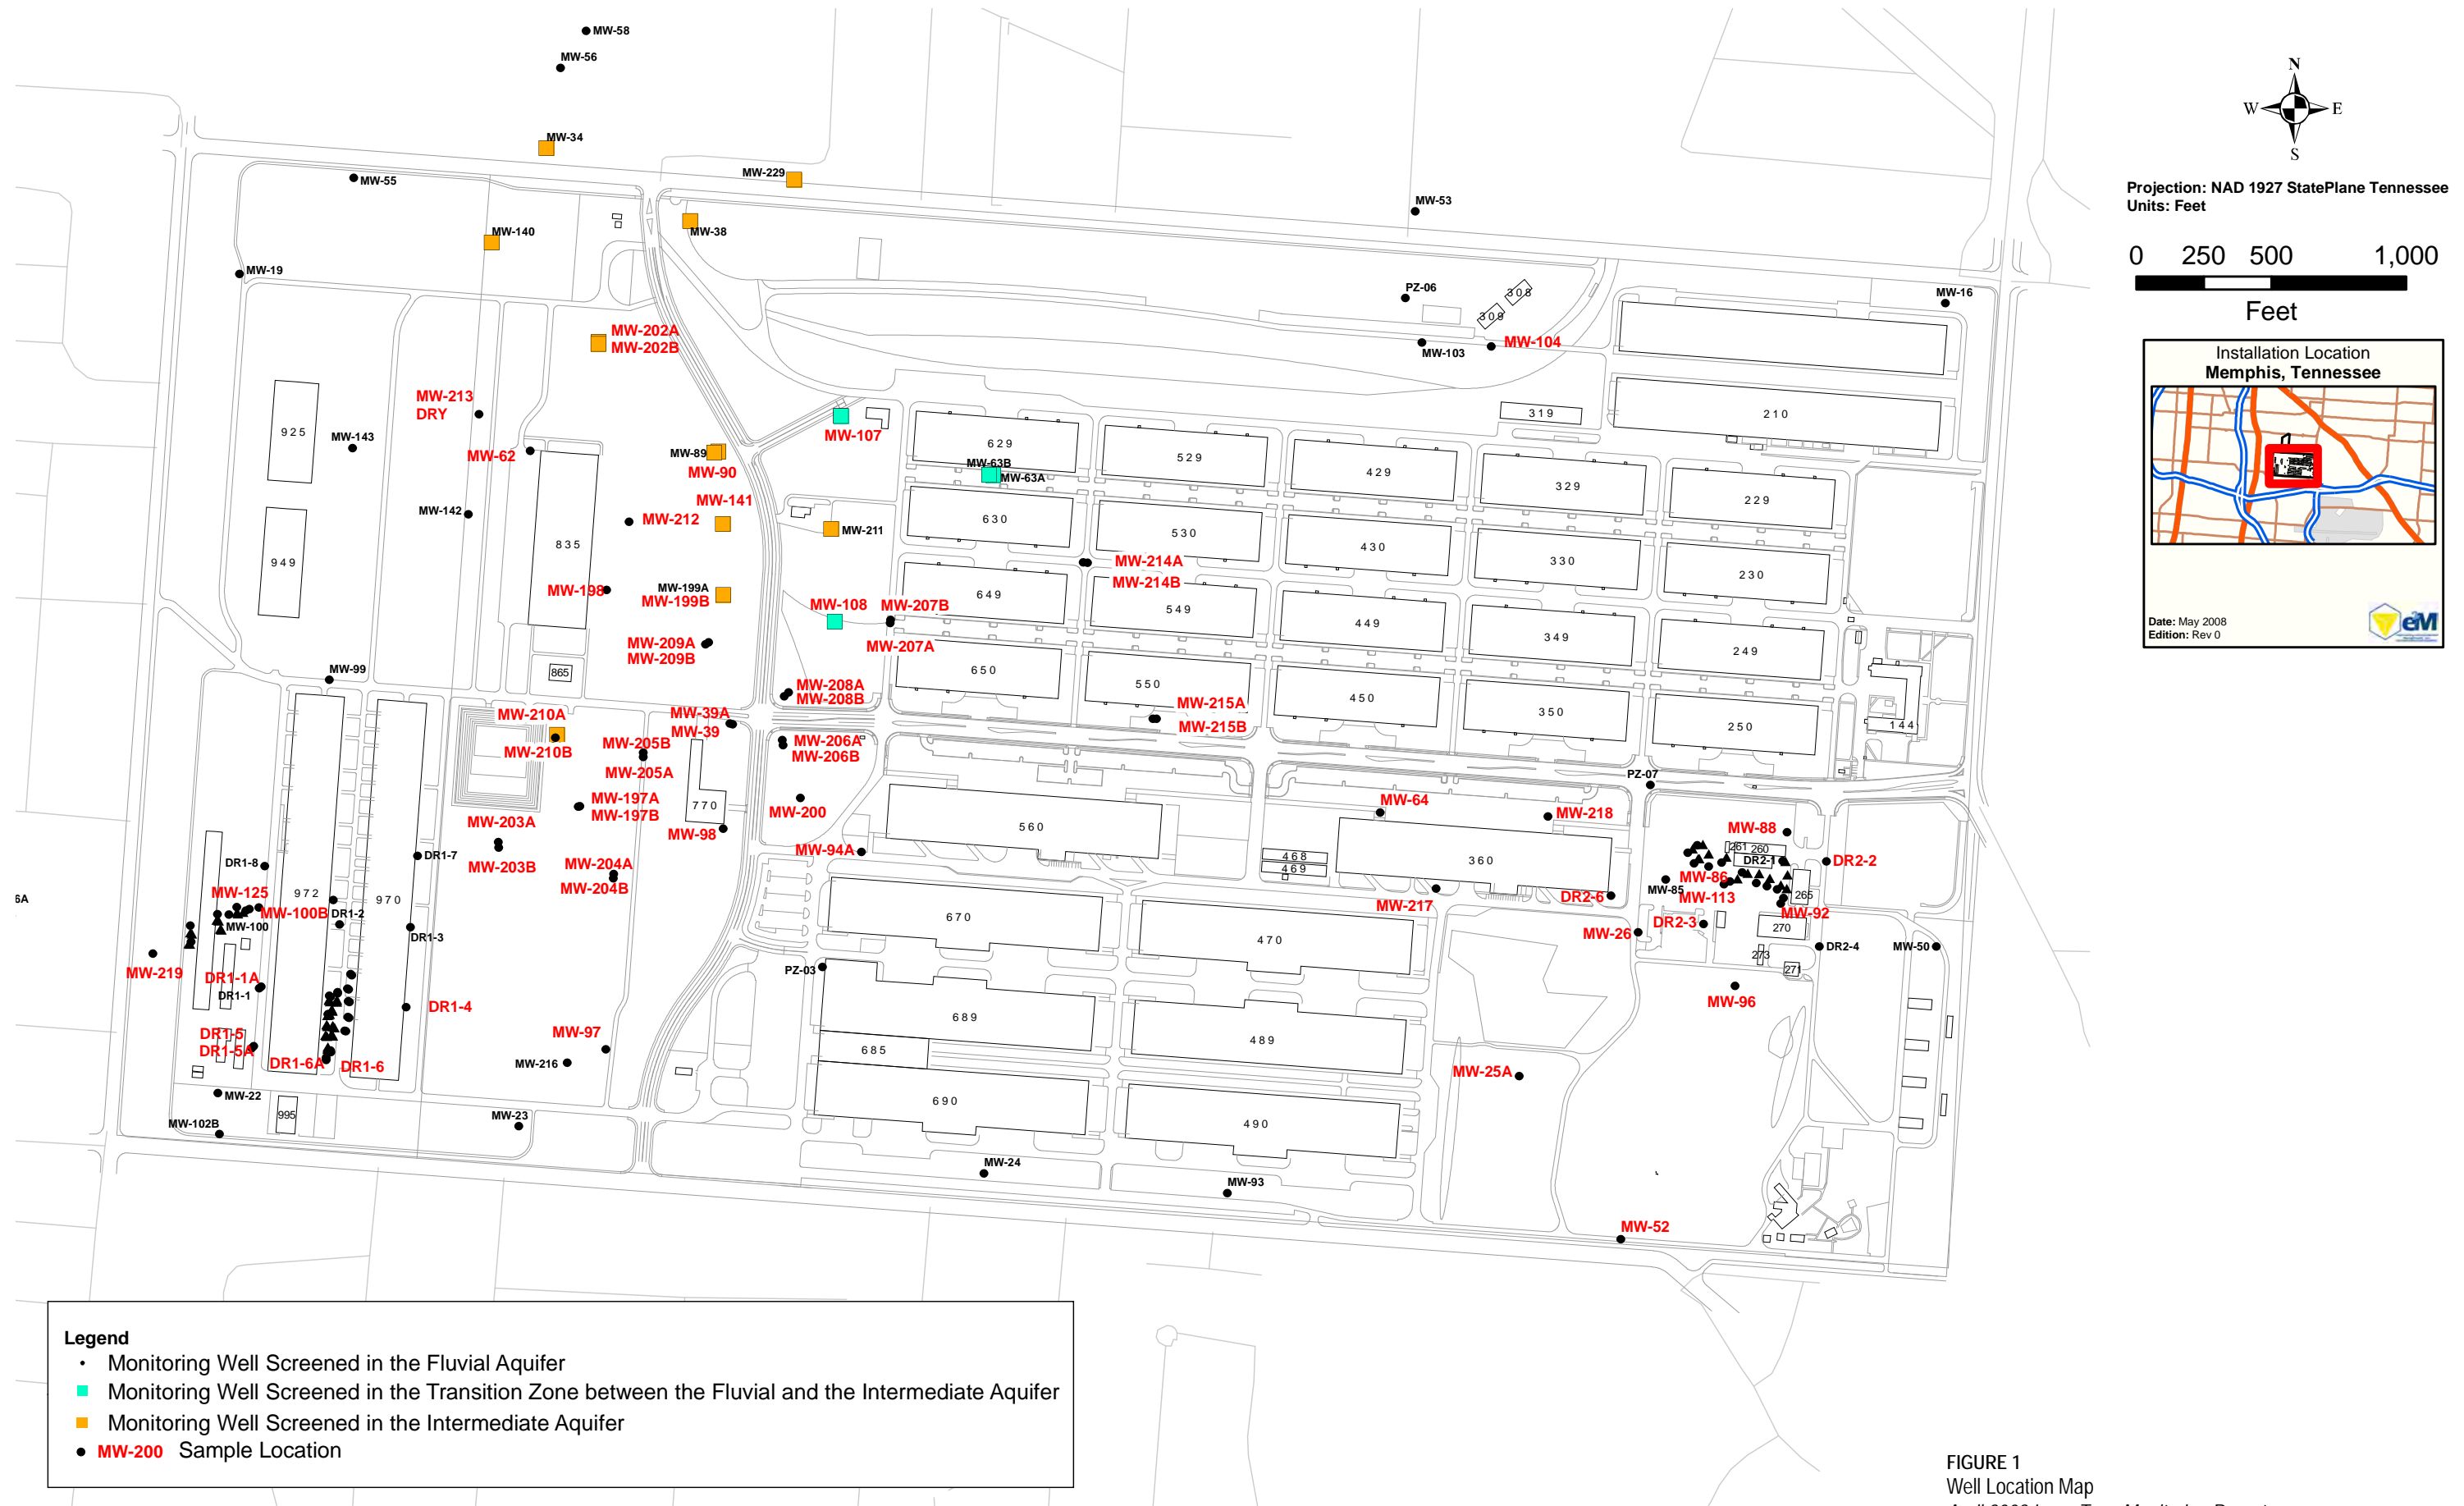 MW-58
MW-56
MW-34
MW-229
MW-55
MW-53
MW-140
MW-38
MW-19
PZ-06
308
309
MW-16
MW-202A
MW-202B
MW-103
MW-104
MW-213
DRY
925
MW-143
MW-62
MW-107
MW-89
MW-90
629
MW-63B
MW-63A
529
429
319
329
210
229
MW-141
MW-142
MW-212
MW-211
835
949
630
530
430
330
230
MW-214A
MW-214B
MW-198
MW-199A
MW-199B
MW-108
MW-207B
MW-207A
649
549
449
349
249
MW-209A
MW-209B
865
MW-99
650
550
450
350
250
144
MW-208A
MW-208B
MW-215A
MW-215B
MW-210A
MW-210B
MW-39A
MW-39
MW-205B
MW-205A
MW-206A
MW-206B
PZ-07
MW-197A
MW-197B
770
MW-98
MW-200
MW-94A
560
MW-64
MW-218
MW-203A
MW-203B
MW-204A
MW-204B
DR1-8
DR1-7
972
970
MW-125
MW-100B
MW-100
DR1-2
DR1-3
6A
468
469
360
MW-217
DR2-6
MW-88
261
260
DR2-1
DR2-2
MW-86
MW-85
MW-113
265
MW-92
DR2-3
270
MW-26
DR2-4
MW-50
273
271
MW-96
670
470
PZ-03
MW-219
DR1-1A
DR1-1
DR1-4
DR1-5
DR1-5A
DR1-6A
DR1-6
MW-97
MW-216
689
685
489
MW-25A
690
490
MW-22
995
MW-102B
MW-23
MW-24
MW-93
MW-52
N
W
E
S
Projection: NAD 1927 StatePlane Tennessee
Units: Feet
0 250 500 1,000
Feet
Installation Location
Memphis, Tennessee
Date: May 2008
Edition: Rev 0
e²M
Legend
Monitoring Well Screened in the Fluvial Aquifer
Monitoring Well Screened in the Transition Zone between the Fluvial and the Intermediate Aquifer
Monitoring Well Screened in the Intermediate Aquifer
MW-200 Sample Location
FIGURE 1
Well Location Map